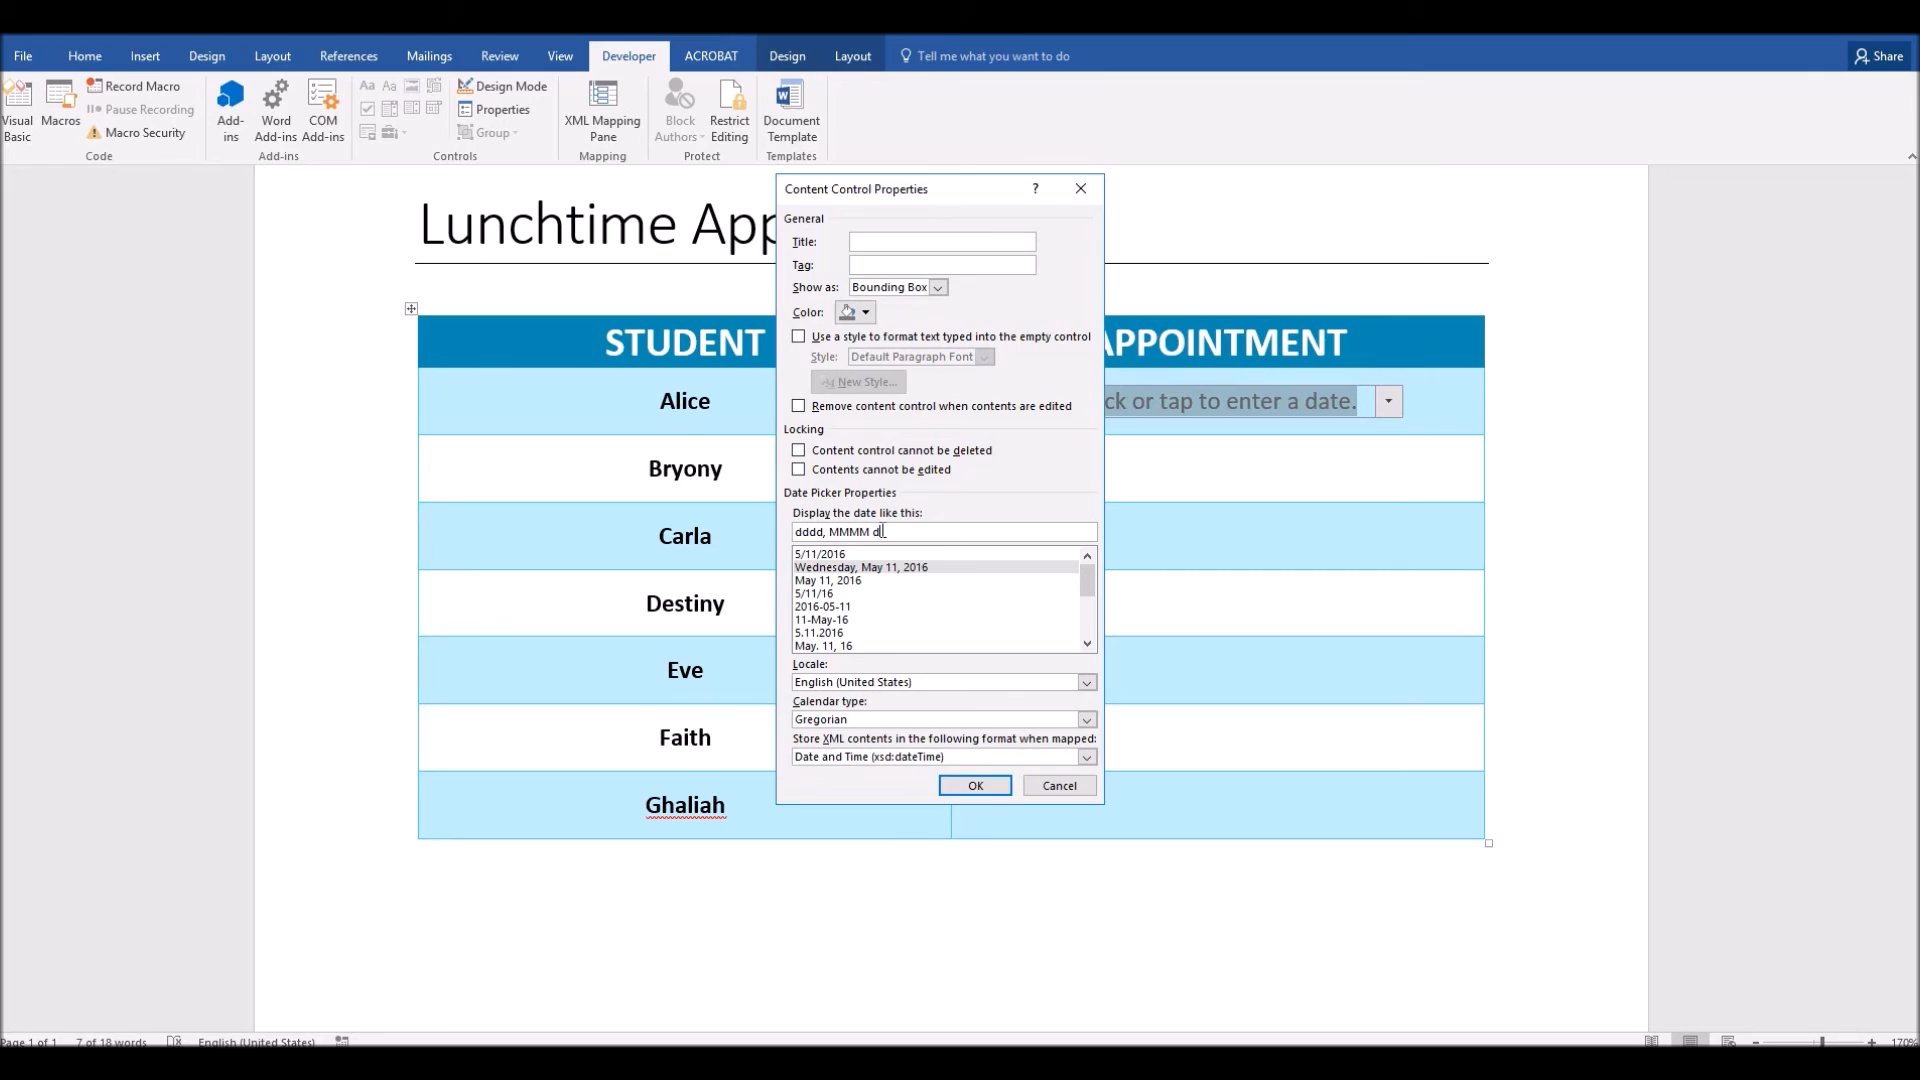 File Home Insert Design Layout References Mailings Review View Developer ACROBAT Design Layout Tell me what you want to do Share
Visual Basic
Macros
Record Macro
Pause Recording
Macro Security
Code
Add-ins
Word Add-ins
COM Add-ins
Add-ins
Aa Aa
Design Mode
Properties
Group
Controls
XML Mapping Pane
Mapping
Block Authors
Restrict Editing
Protect
Document Template
Templates
Lunchtime App
STUDENT
APPOINTMENT
Alice
ck or tap to enter a date.
Bryony
Carla
Destiny
Eve
Faith
Ghaliah
Content Control Properties ?
General
Title:
Tag:
Show as: Bounding Box
Color:
Use a style to format text typed into the empty control
Style: Default Paragraph Font
New Style...
Remove content control when contents are edited
Locking
Content control cannot be deleted
Contents cannot be edited
Date Picker Properties
Display the date like this:
dddd, MMMM d
5/11/2016
Wednesday, May 11, 2016
May 11, 2016
5/11/16
2016-05-11
11-May-16
5.11.2016
May. 11, 16
Locale:
English (United States)
Calendar type:
Gregorian
Store XML contents in the following format when mapped:
Date and Time (xsd:dateTime)
OK Cancel
Page 1 of 1 7 of 18 words English (United States) 170%